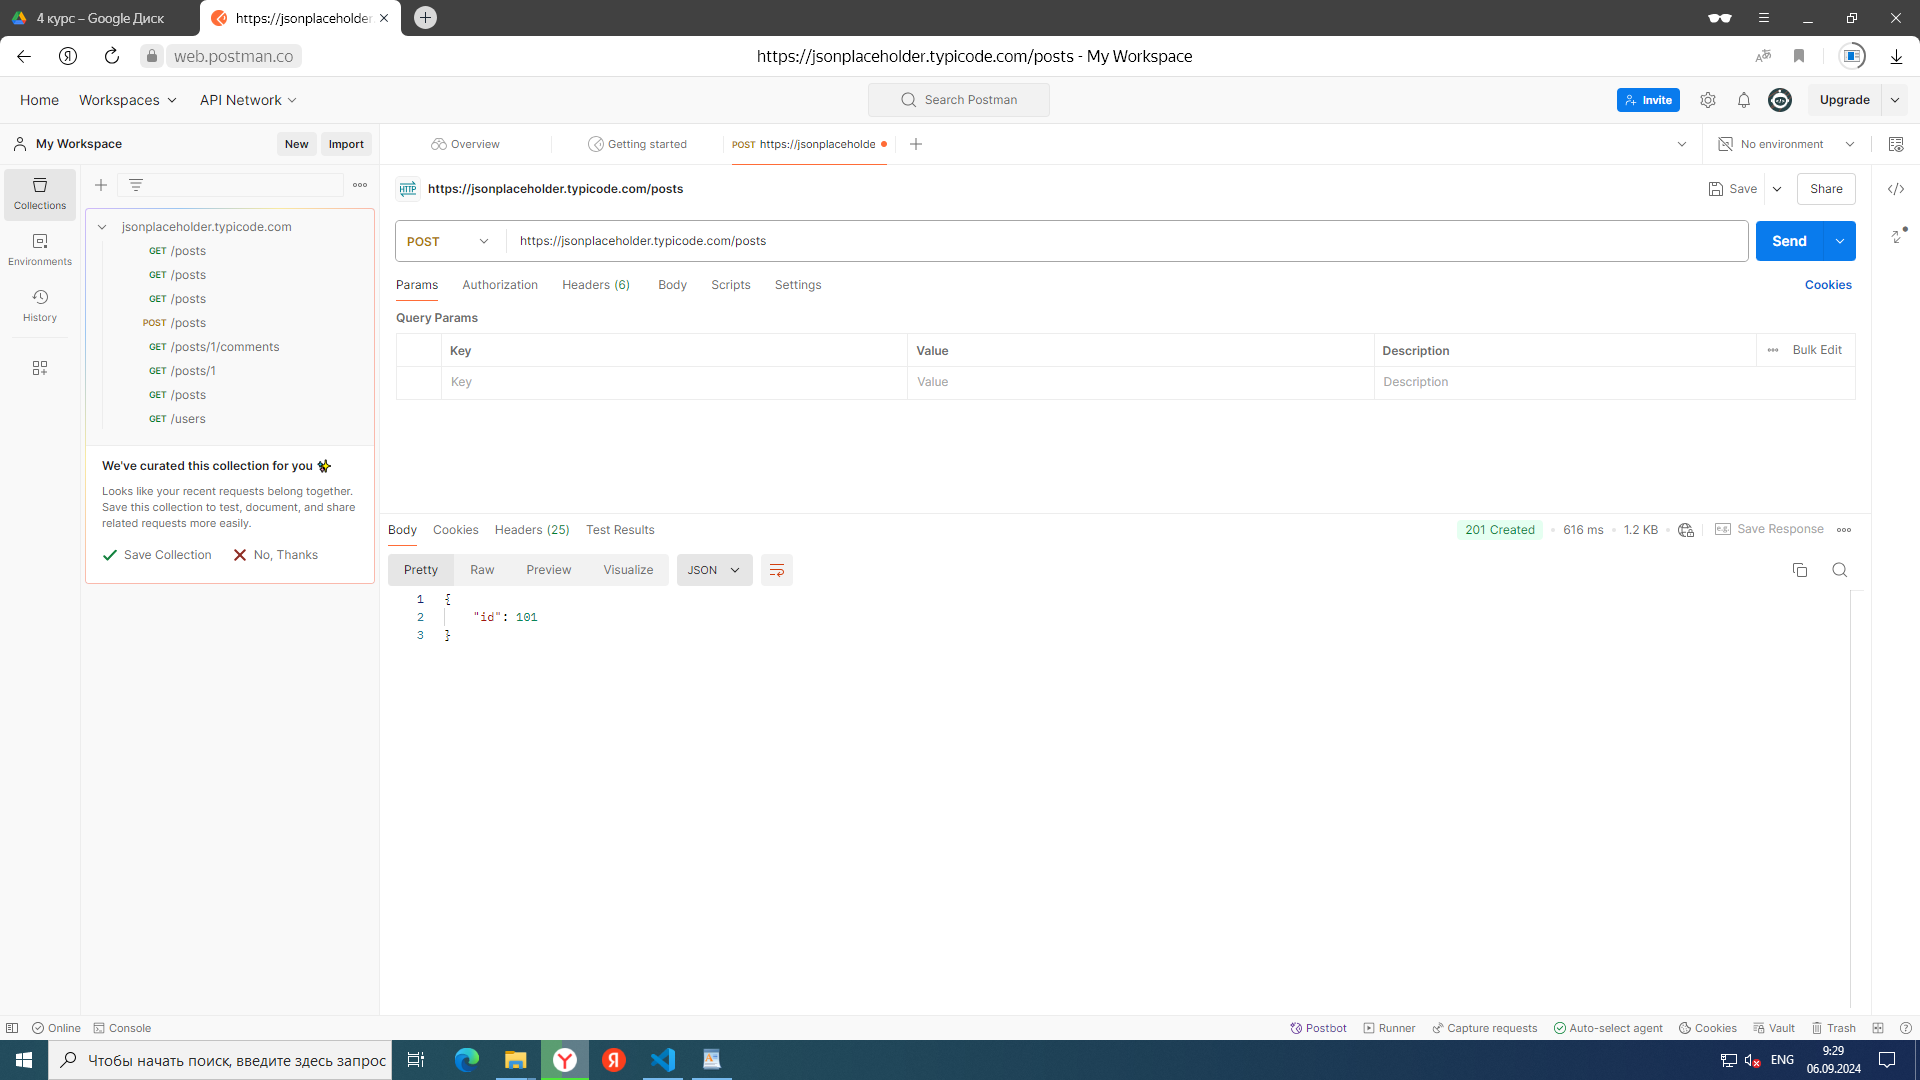 4 курс – Google Диск
https://jsonplaceholder
web.postman.co
https://jsonplaceholder.typicode.com/posts - My Workspace
Home
Workspaces
API Network
Search Postman
Invite
Upgrade
My Workspace
New
Import
Overview
Getting started
POST https://jsonplaceholde
No environment
Collections
Environments
History
jsonplaceholder.typicode.com
GET /posts
GET /posts
GET /posts
POST /posts
GET /posts/1/comments
GET /posts/1
GET /posts
GET /users
We've curated this collection for you
Looks like your recent requests belong together.
Save this collection to test, document, and share
related requests more easily.
Save Collection
No, Thanks
HTTP
https://jsonplaceholder.typicode.com/posts
Save
Share
POST
https://jsonplaceholder.typicode.com/posts
Send
Params
Authorization
Headers (6)
Body
Scripts
Settings
Cookies
Query Params
Key
Value
Description
Bulk Edit
Key
Value
Description
Body
Cookies
Headers (25)
Test Results
201 Created
616 ms
1.2 KB
e.g.
Save Response
Pretty
Raw
Preview
Visualize
JSON
1 {
2 "id": 101
3 }
Online
Console
Postbot
Runner
Capture requests
Auto-select agent
Cookies
Vault
Trash
Чтобы начать поиск, введите здесь запрос
ENG
9:29
06.09.2024